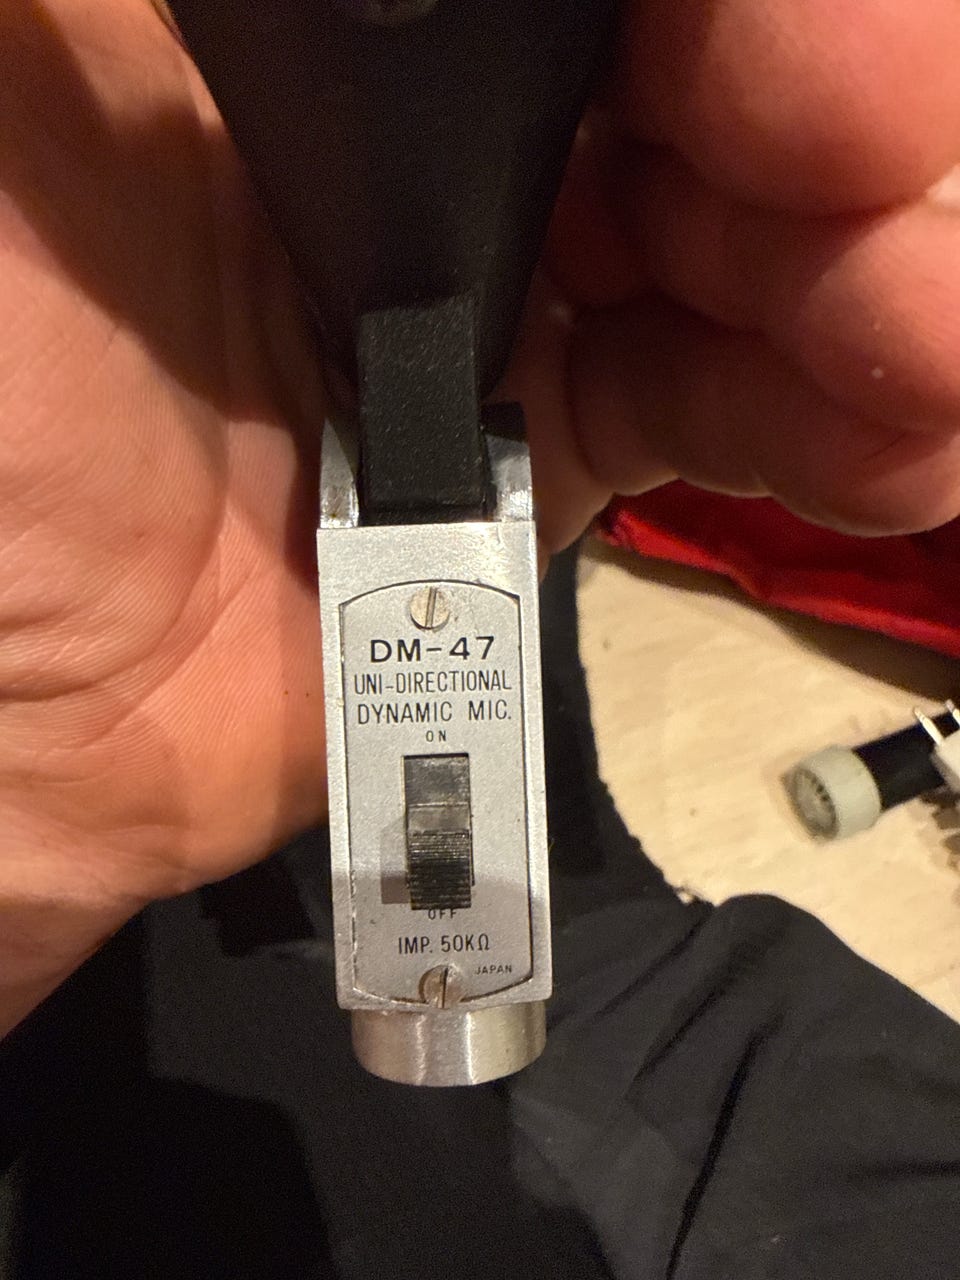 DM-47
UNI-DIRECTIONAL
DYNAMIC MIC.
ON
OFF
IMP. 50KΩ
JAPAN